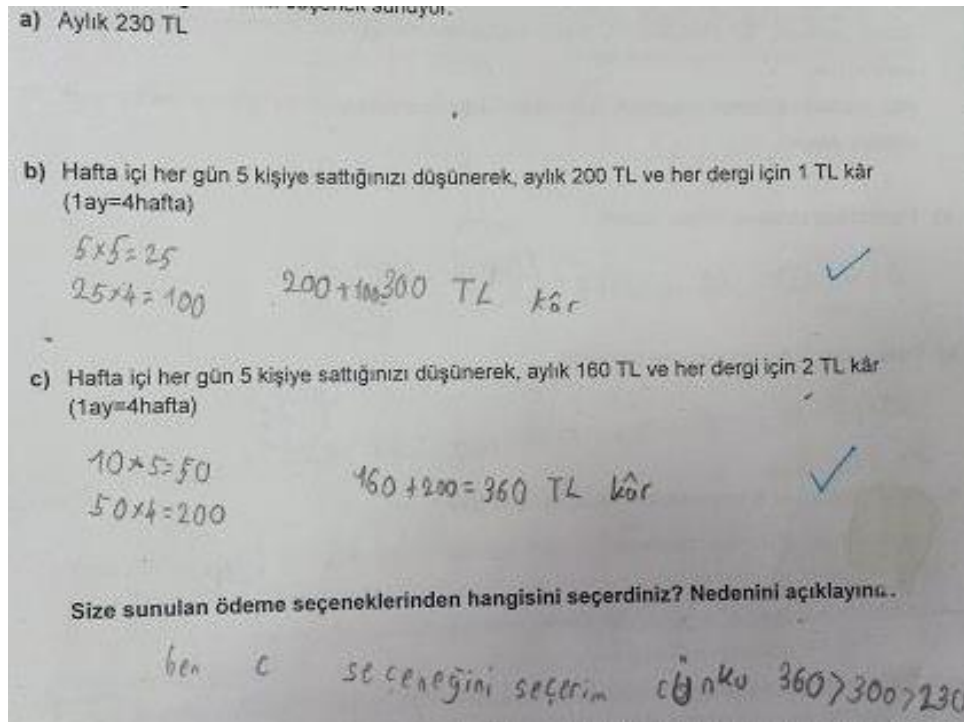 a) Aylık 230 TL
b) Hafta içi her gün 5 kişiye sattığınızı düşünerek, aylık 200 TL ve her dergi için 1 TL kâr
(1ay=4hafta)
5x5=25
25x4=100
200+100300 TL kâr
c) Hafta içi her gün 5 kişiye sattığınızı düşünerek, aylık 160 TL ve her dergi için 2 TL kâr
(1ay=4hafta)
10x5=50
50x4=200
160+200=360 TL kâr
Size sunulan ödeme seçeneklerinden hangisini seçerdiniz? Nedenini açıklayınız.
ben c seçeneğini seçerim çünkü 360>300>230